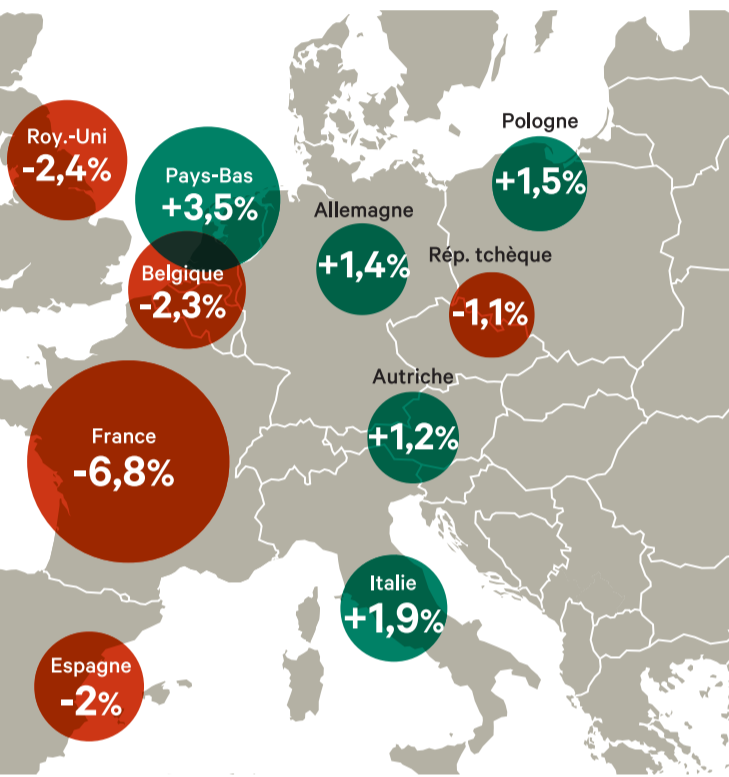 Roy.-Uni
-2,4%
Pays-Bas
+3,5%
Pologne
+1,5%
Allemagne
+1,4%
Rép. tchèque
-1,1%
Belgique
-2,3%
Autriche
+1,2%
France
-6,8%
Italie
+1,9%
Espagne
-2%